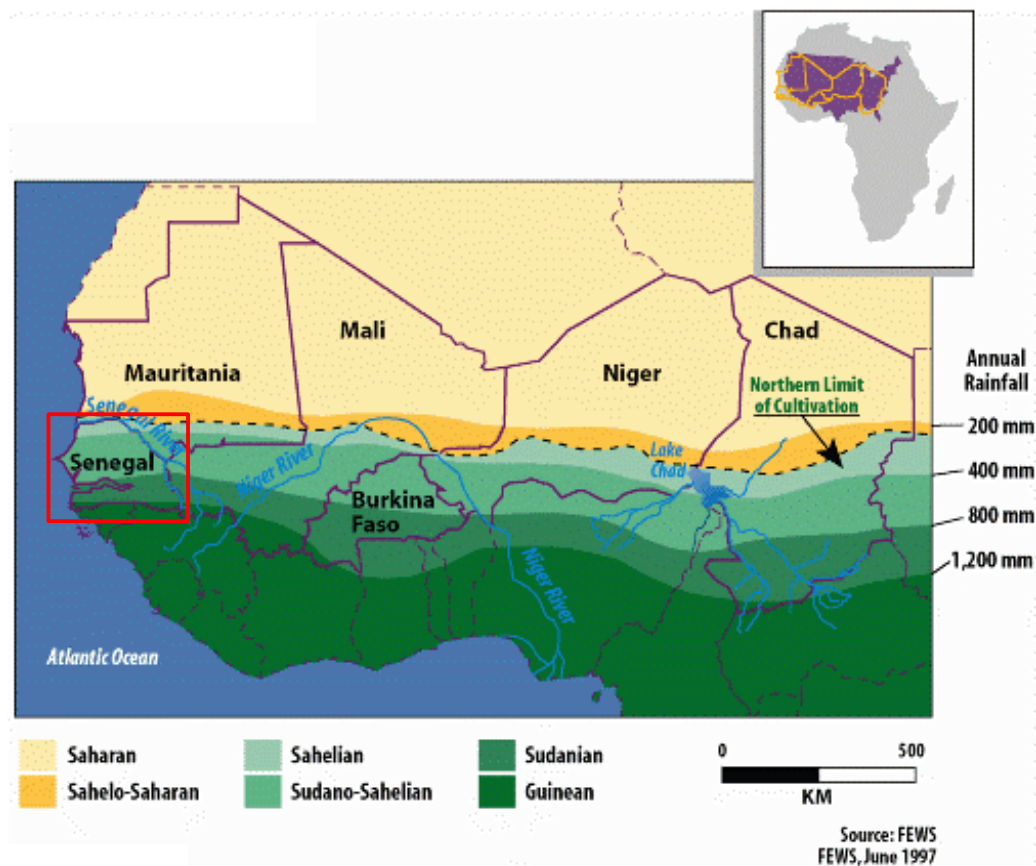 Mali
Chad
Mauritania
Niger
Annual
Rainfall
Northern Limit
of Cultivation
200 mm
Senegal River
Senegal
Niger River
Lake
Chad
400 mm
Burkina
Faso
800 mm
Niger River
1,200 mm
Atlantic Ocean
Saharan
Sahelian
Sudanian
0
500
Sahelo-Saharan
Sudano-Sahelian
Guinean
KM
Source: FEWS
FEWS, June 1997